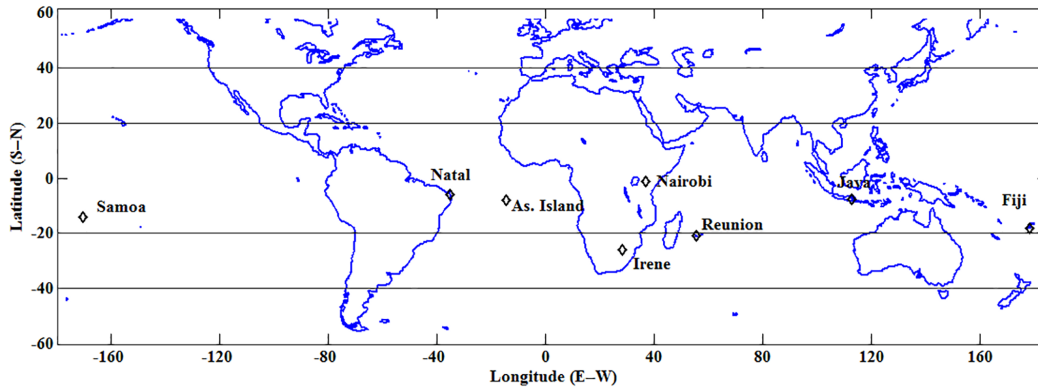 60
40
20
0
-20
-40
-60
Latitude (S–N)
Natal
Nairobi
Java
Samoa
As. Island
Fiji
Reunion
Irene
-160
-120
-80
-40
0
40
80
120
160
Longitude (E–W)